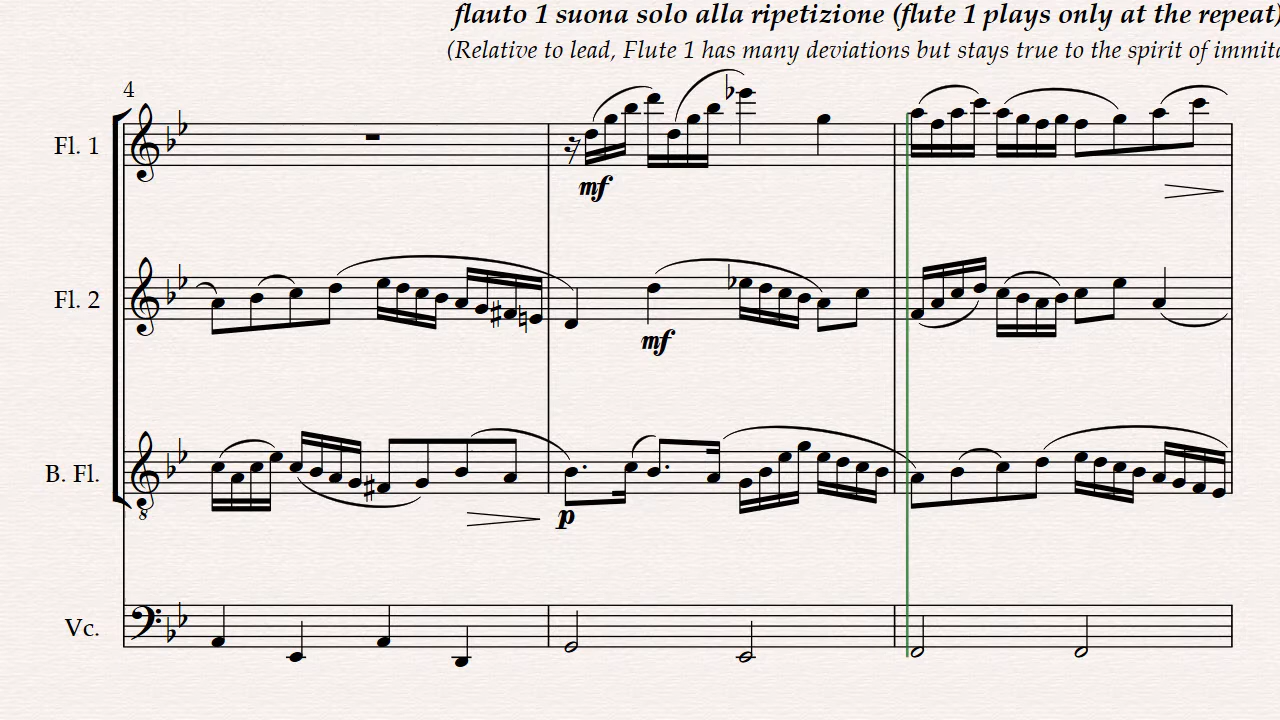 flauto 1 suona solo alla ripetizione (flute 1 plays only at the repeat)
(Relative to lead, Flute 1 has many deviations but stays true to the spirit of immita
4
Fl. 1
mf
Fl. 2
mf
B. Fl.
8
p
Vc.